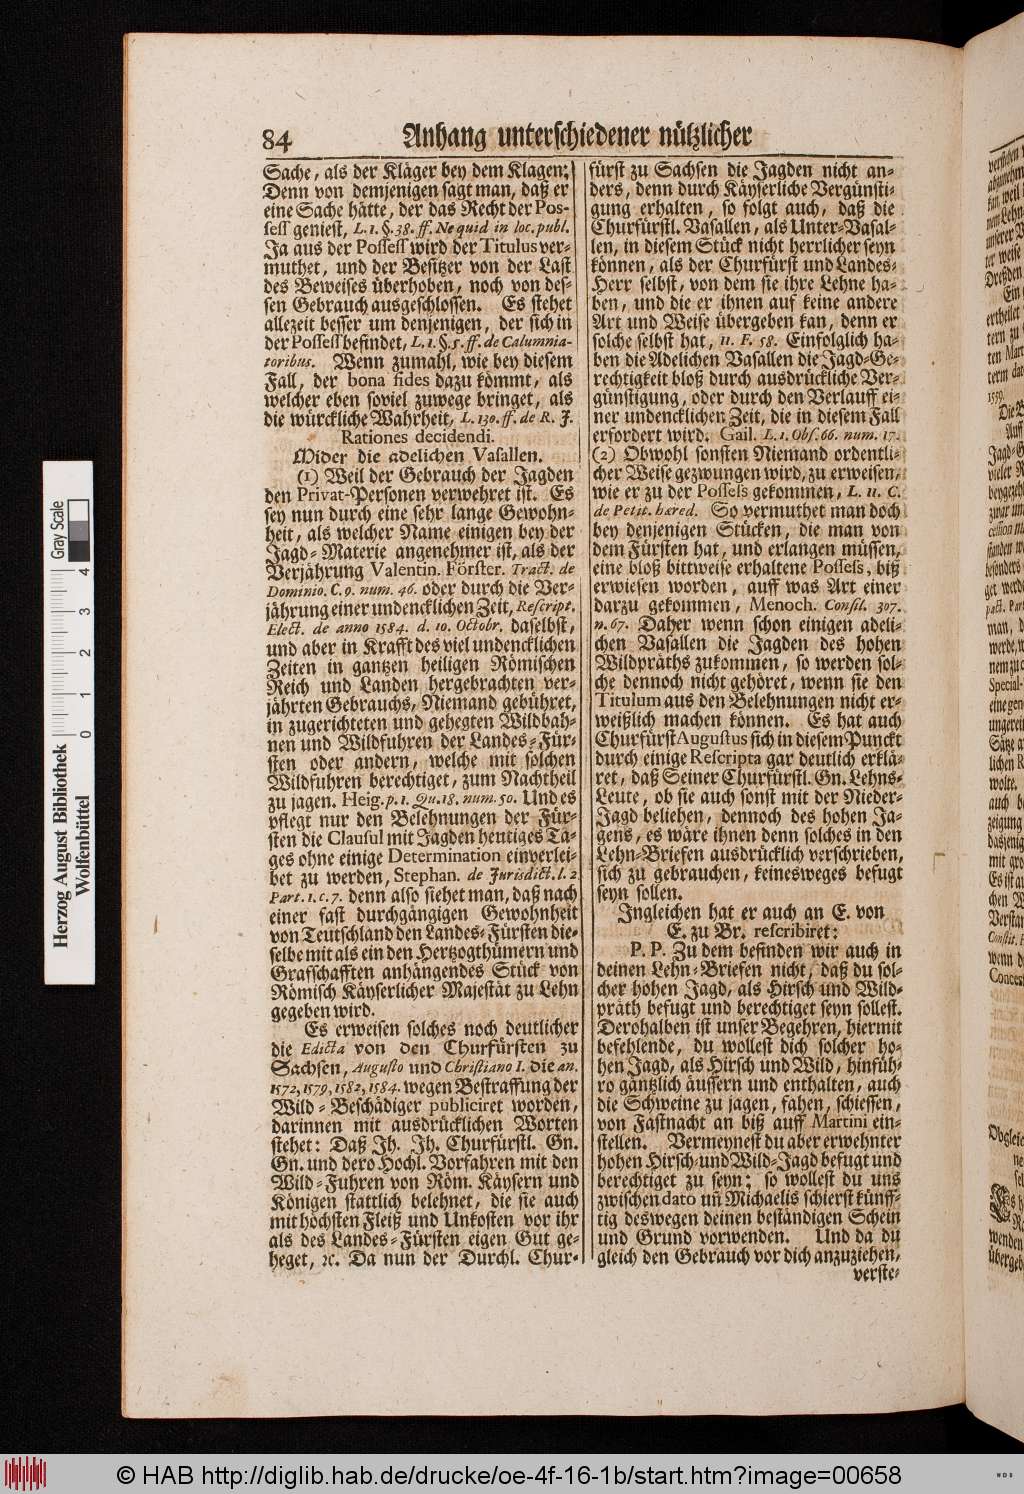 84 Anhang unterschiedener nützlicher
Sache, als der Kläger bey dem Klagen;
Denn von demjenigen sagt man, daß er
eine Sache hätte, der das Recht der Pos-
seß geniest, L. 1. §. 38. ff. Ne quid in loc. publ.
Ja aus der Posseß wird der Titulus ver-
muthet, und der Besitzer von der Last
des Beweises überhoben, noch von des-
sen Gebrauch ausgeschlossen. Es stehet
allezeit besser um denjenigen, der sich in
der Posseß befindet, L. 1. §. 5. ff. de Calumnia-
toribus. Wenn zumahl, wie bey diesem
Fall, der bona fides dazu kömmt, als
welcher eben soviel zuwege bringet, als
die würckliche Wahrheit, L. 130. ff. de R. J.
Rationes decidendi.
Wider die adelichen Vasallen.
(1) Weil der Gebrauch der Jagden
den Privat-Personen verwehret ist. Es
sey nun durch eine sehr lange Gewohn-
heit, als welcher Name einigen bey der
Jagd-Materie angenehmer ist, als der
Verjährung Valentin. Förster. Tract. de
Dominio. C. 9. num. 46. oder durch die Ver-
jährung einer undencklichen Zeit, Rescript.
Elect. de anno 1584. d. 10. Octobr. daselbst,
und aber in Krafft des viel undencklichen
Zeiten in gantzen heiligen Römischen
Reich und Landen hergebrachten ver-
jährten Gebrauchs, Niemand gebühret,
in zugerichteten und gehegten Wildbah-
nen und Wildfuhren der Landes-Für-
sten oder andern, welche mit solchen
Wildfuhren berechtiget, zum Nachtheil
zu jagen. Heig. p. 1. Qu. 18. num. 50. Und es
pflegt nur den Belehnungen der Für-
sten die Clausul mit Jagden heutiges Ta-
ges ohne einige Determination einverlei-
bet zu werden, Stephan. de Jurisdict. l. 2
Part. 1. c. 7. denn also siehet man, daß nach
einer fast durchgängigen Gewohnheit
von Teutschland den Landes-Fürsten die-
selbe mit als ein den Hertzogthümern und
Grafschafften anhängendes Stück von
Römisch Käyserlicher Majestät zu Lehn
gegeben wird.
Es erweisen solches noch deutlicher
die Edicta von den Churfürsten zu
Sachsen, Augusto und Christiano I. die an.
1572, 1579, 1582, 1584. wegen Bestraffung der
Wild-Beschädiger publiciret worden,
darinnen mit ausdrücklichen Worten
stehet: Daß Jh. Jh. Churfürstl. Gn.
Gn. und dero Hochl. Vorfahren mit den
Wild-Fuhren von Röm. Käysern und
Königen stattlich belehnet, die sie auch
mit höchsten Fleiß und Unkosten vor ihr
als des Landes-Fürsten eigen Gut ge-
heget, ꝛc. Da nun der Durchl. Chur-
fürst zu Sachsen die Jagden nicht an-
ders, denn durch Käyserliche Vergünsti-
gung erhalten, so folgt auch, daß die
Churfürstl. Vasallen, als Unter-Vasal-
len, in diesem Stück nicht herrlicher seyn
können, als der Churfürst und Landes-
Herr selbst, von dem sie ihre Lehne ha-
ben, und die er ihnen auf keine andere
Art und Weise übergeben kan, denn er
solche selbst hat, 11. F. 58. Einfolglich ha-
ben die Adelichen Vasallen die Jagd-Ge-
rechtigkeit bloß durch ausdrückliche Ver-
günstigung, oder durch den Verlauff ei-
ner undencklichen Zeit, die in diesem Fall
erfordert wird. Gail. L. 1. Obs. 66. num. 17.
(2) Obwohl sonsten Niemand ordentli-
cher Weise gezwungen wird, zu erweisen,
wie er zu der Possess gekommen, L. 11. C.
de Petit. hæred. So vermuthet man doch
bey denjenigen Stücken, die man von
dem Fürsten hat, und erlangen müssen,
eine bloß bittweise erhaltene Possess, biß
erwiesen worden, auff was Art einer
darzu gekommen, Menoch. Consil. 307.
n. 67. Daher wenn schon einigen adeli-
chen Vasallen die Jagden des hohen
Wildpräths zukommen, so werden sol-
che dennoch nicht gehöret, wenn sie den
Titulum aus den Belehnungen nicht er-
weißlich machen können. Es hat auch
Churfürst Augustus sich in diesem Punckt
durch einige Rescripta gar deutlich erklä-
ret, daß Seiner Churfürstl. Gn. Lehns-
Leute, ob sie auch sonst mit der Nieder-
Jagd beliehen, dennoch des hohen Ja-
gens, es wäre ihnen denn solches in den
Lehn-Briefen ausdrücklich verschrieben,
sich zu gebrauchen, keinesweges befugt
seyn sollen.
Ingleichen hat er auch an E. von
E. zu Br. rescribiret:
P. P. Zu dem befinden wir auch in
deinen Lehn-Briefen nicht, daß du sol-
cher hohen Jagd, als Hirsch und Wild-
präth befugt und berechtiget seyn sollest.
Derohalben ist unser Begehren, hiermit
befehlende, du wollest dich solcher ho-
hen Jagd, als Hirsch und Wild, hinfüh-
ro gäntzlich äussern und enthalten, auch
die Schweine zu jagen, fahen, schiessen,
von Fastnacht an biß auff Martini ein-
stellen. Vermeynest du aber erwehnter
hohen Hirsch- und Wild-Jagd befugt und
berechtiget zu seyn; so wollest du uns
zwischen dato uñ Michaelis schierst künff-
tig deswegen deinen beständigen Schein
und Grund vorwenden. Und da du
gleich den Gebrauch vor dich anzuziehen,
verste-
Herzog August Bibliothek
Wolfenbüttel
Gray Scale
0 1 2 3 4
© HAB http://diglib.hab.de/drucke/oe-4f-16-1b/start.htm?image=00658